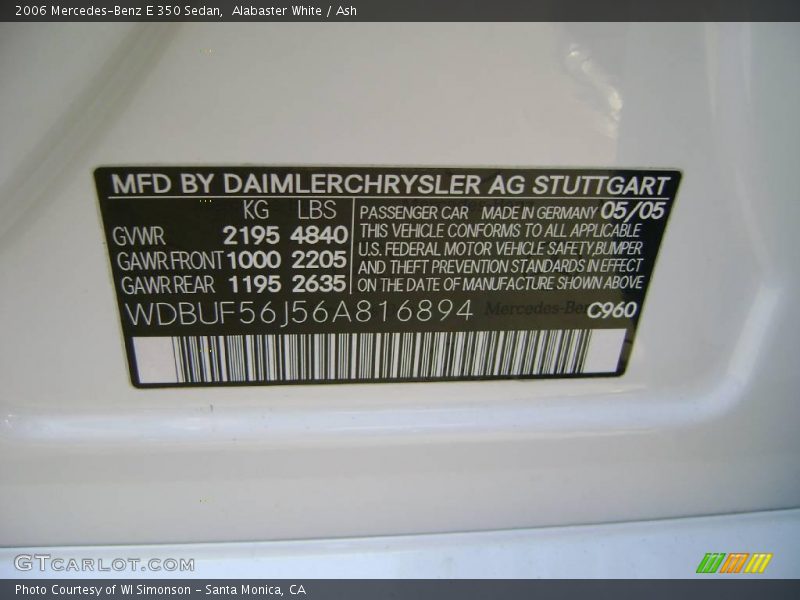 2006 Mercedes-Benz E 350 Sedan, Alabaster White / Ash
MFD BY DAIMLERCHRYSLER AG STUTTGART
KG LBS
GVWR 2195 4840
GAWR FRONT 1000 2205
GAWR REAR 1195 2635
PASSENGER CAR MADE IN GERMANY 05/05
THIS VEHICLE CONFORMS TO ALL APPLICABLE
U.S. FEDERAL MOTOR VEHICLE SAFETY,BUMPER
AND THEFT PREVENTION STANDARDS IN EFFECT
ON THE DATE OF MANUFACTURE SHOWN ABOVE
WDBUF56J56A816894 Mercedes-Ben C960
GTCARLOT.COM
Photo Courtesy of WI Simonson - Santa Monica, CA